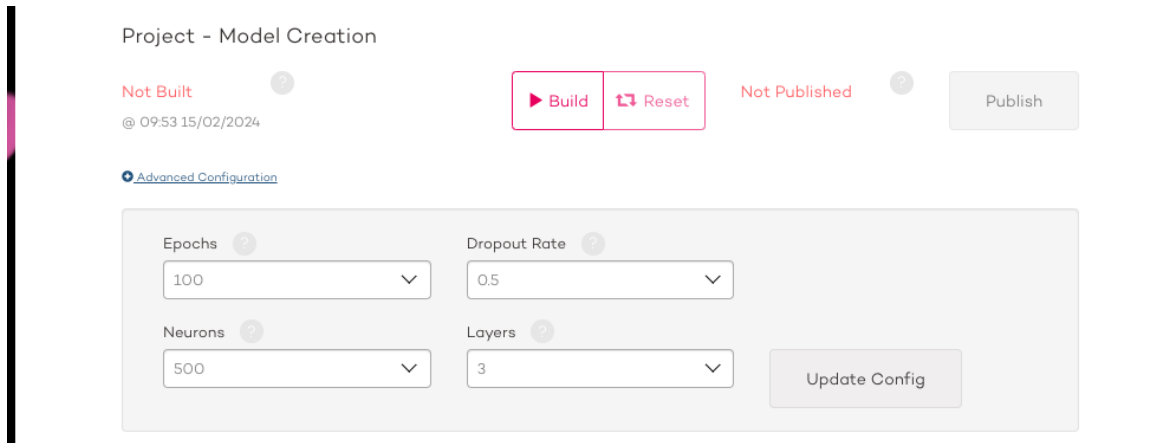 Project - Model Creation
Not Built ?
@ 09:53 15/02/2024
Build Reset
Not Published ?
Publish
Advanced Configuration
Epochs ? Dropout Rate ?
100 0.5
Neurons ? Layers ?
500 3
Update Config